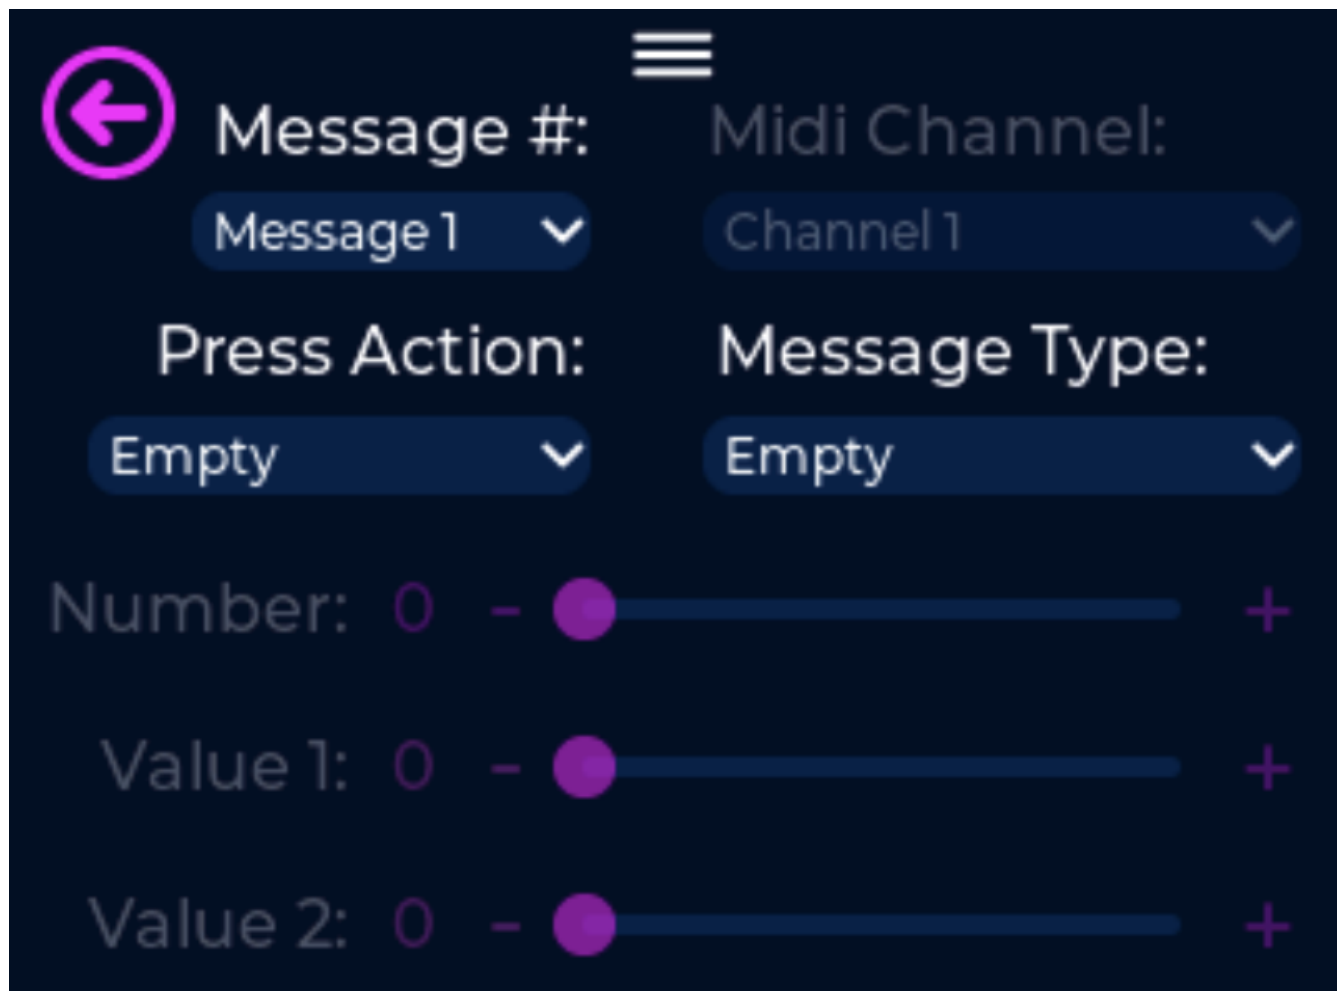 Message #: Midi Channel:
Message 1 Channel 1
Press Action: Message Type:
Empty Empty
Number: 0 - +
Value 1: 0 - +
Value 2: 0 - +